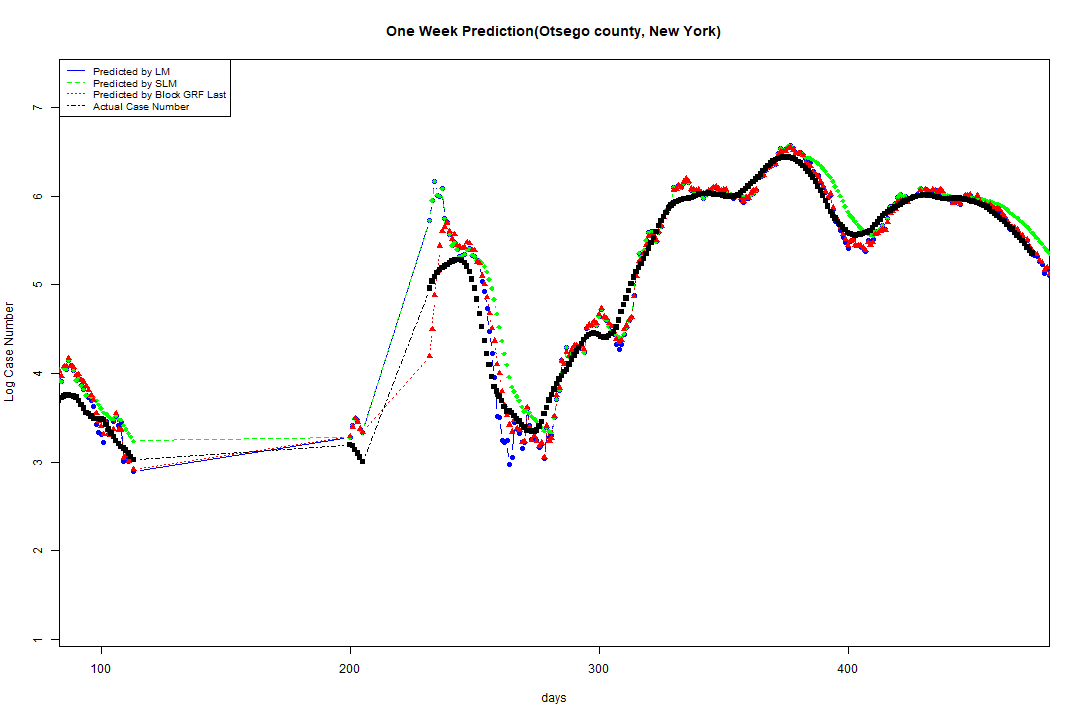 One Week Prediction(Otsego county, New York)
Predicted by LM
Predicted by SLM
Predicted by Block GRF Last
Actual Case Number
7
6
5
4
3
2
1
Log Case Number
100
200
300
400
days